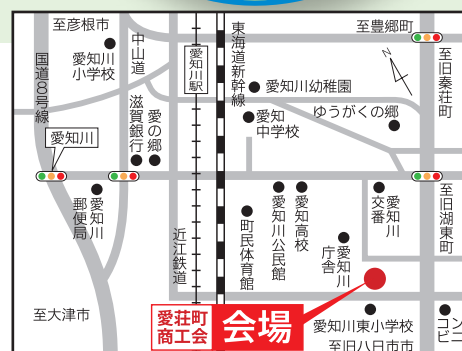 至彦根市
至豊郷町
N
国道8号線
愛知川
小学校
中山道
愛知川駅
東海道新幹線
愛知川幼稚園
愛知
中学校
ゆうがくの郷
至旧秦荘町
滋賀銀行
愛の郷
愛知川
愛知川
郵便局
近江鉄道
町民体育館
愛知川公民館
愛知高校
愛知川
庁舎
愛知川
交番
至旧湖東町
至大津市
愛荘町
商工会
会場
愛知川東小学校
至旧八日市市
コン
ビニ